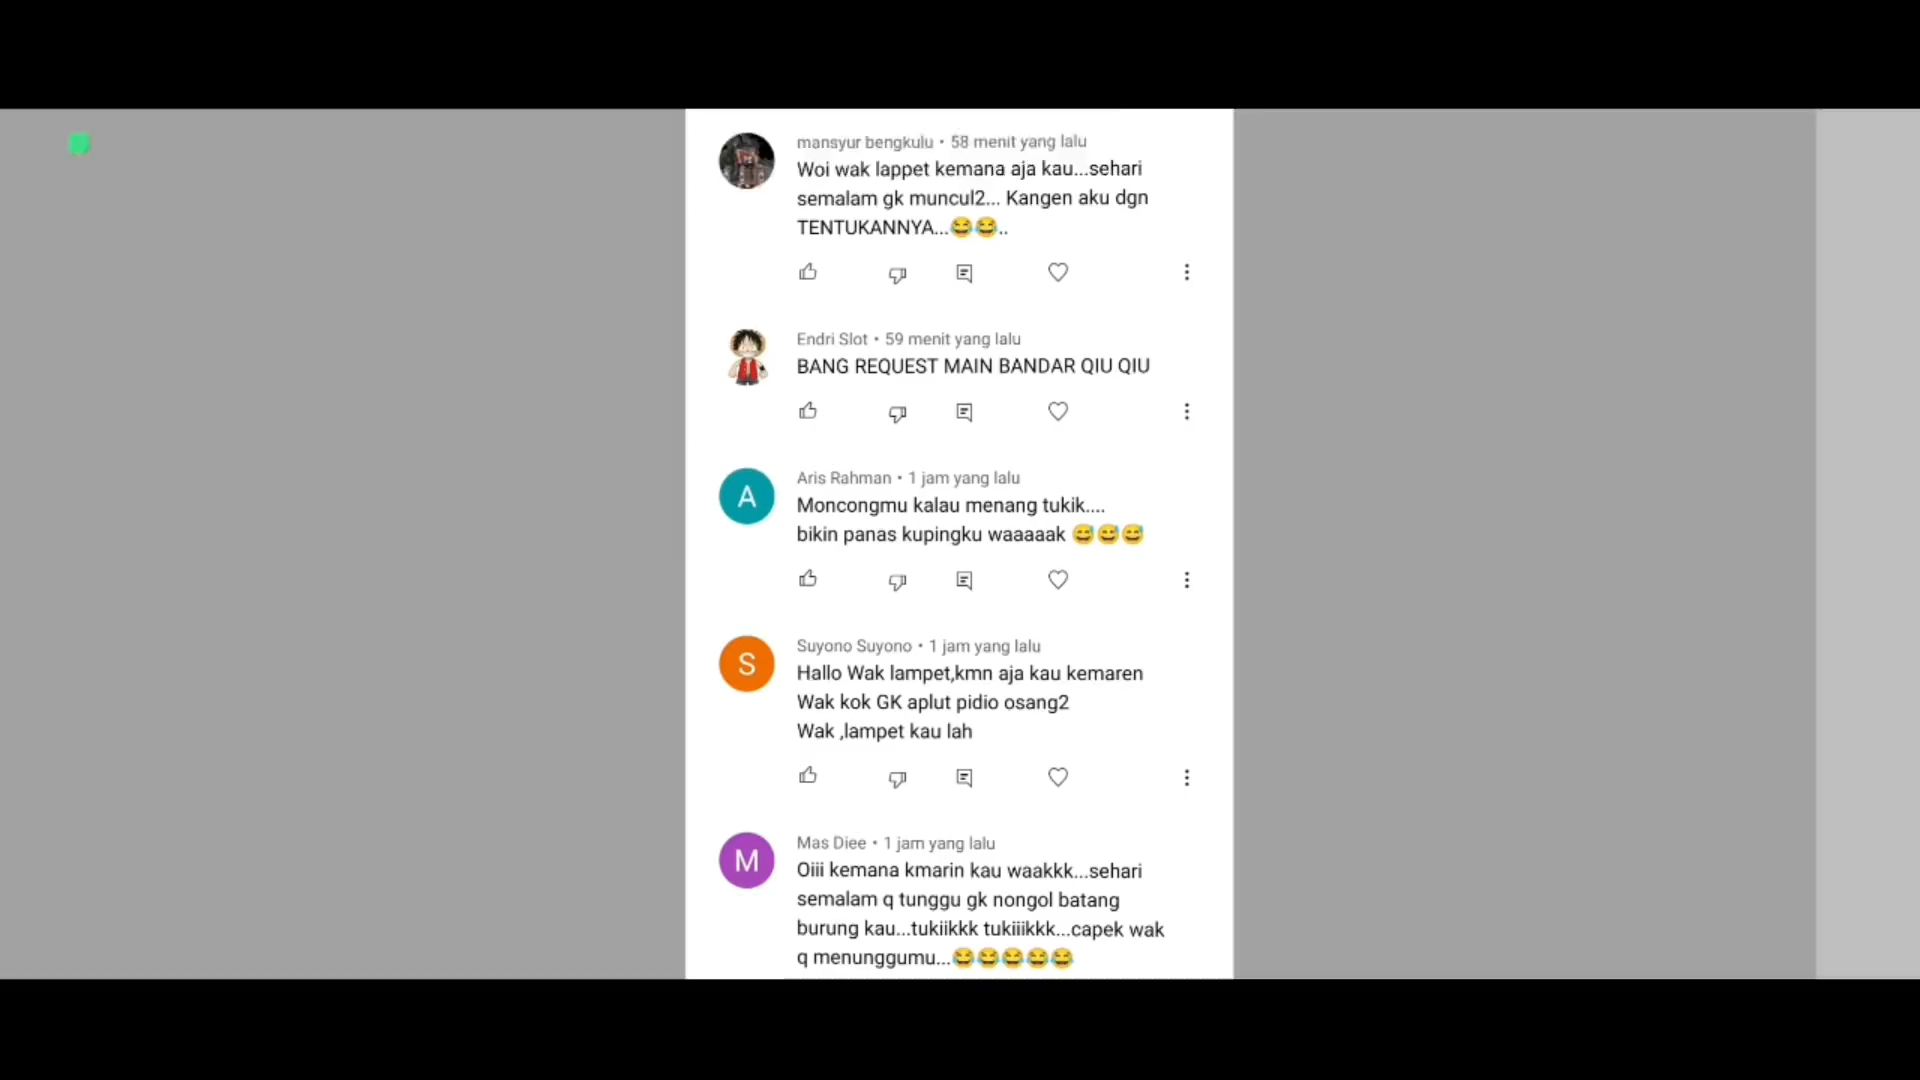 mansyur bengkulu • 58 menit yang lalu
Woi wak lappet kemana aja kau...sehari
semalam gk muncul2... Kangen aku dgn
TENTUKANNYA...😂😂..
Endri Slot • 59 menit yang lalu
BANG REQUEST MAIN BANDAR QIU QIU
A
Aris Rahman • 1 jam yang lalu
Moncongmu kalau menang tukik....
bikin panas kupingku waaaaak 😅😅😅
S
Suyono Suyono • 1 jam yang lalu
Hallo Wak lampet,kmn aja kau kemaren
Wak kok GK aplut pidio osang2
Wak ,lampet kau lah
M
Mas Diee • 1 jam yang lalu
Oiii kemana kmarin kau waakkk...sehari
semalam q tunggu gk nongol batang
burung kau...tukiikkk tukiiikkk...capek wak
q menunggumu...😂😂😂😂😂